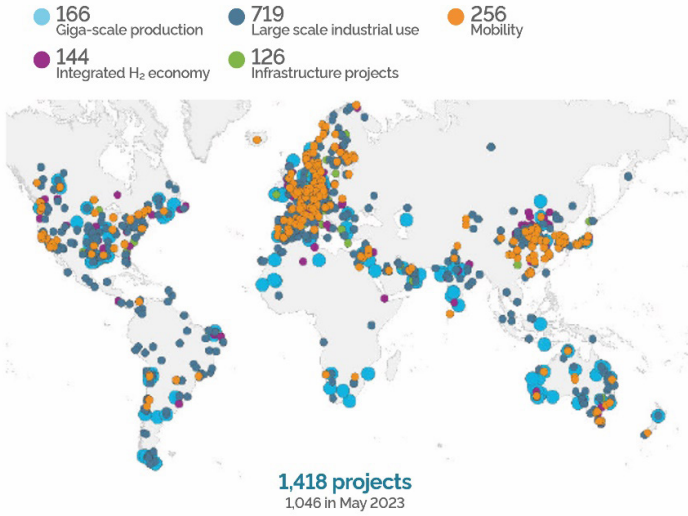 166
Giga-scale production
719
Large scale industrial use
256
Mobility
144
Integrated H₂ economy
126
Infrastructure projects
1,418 projects
1,046 in May 2023